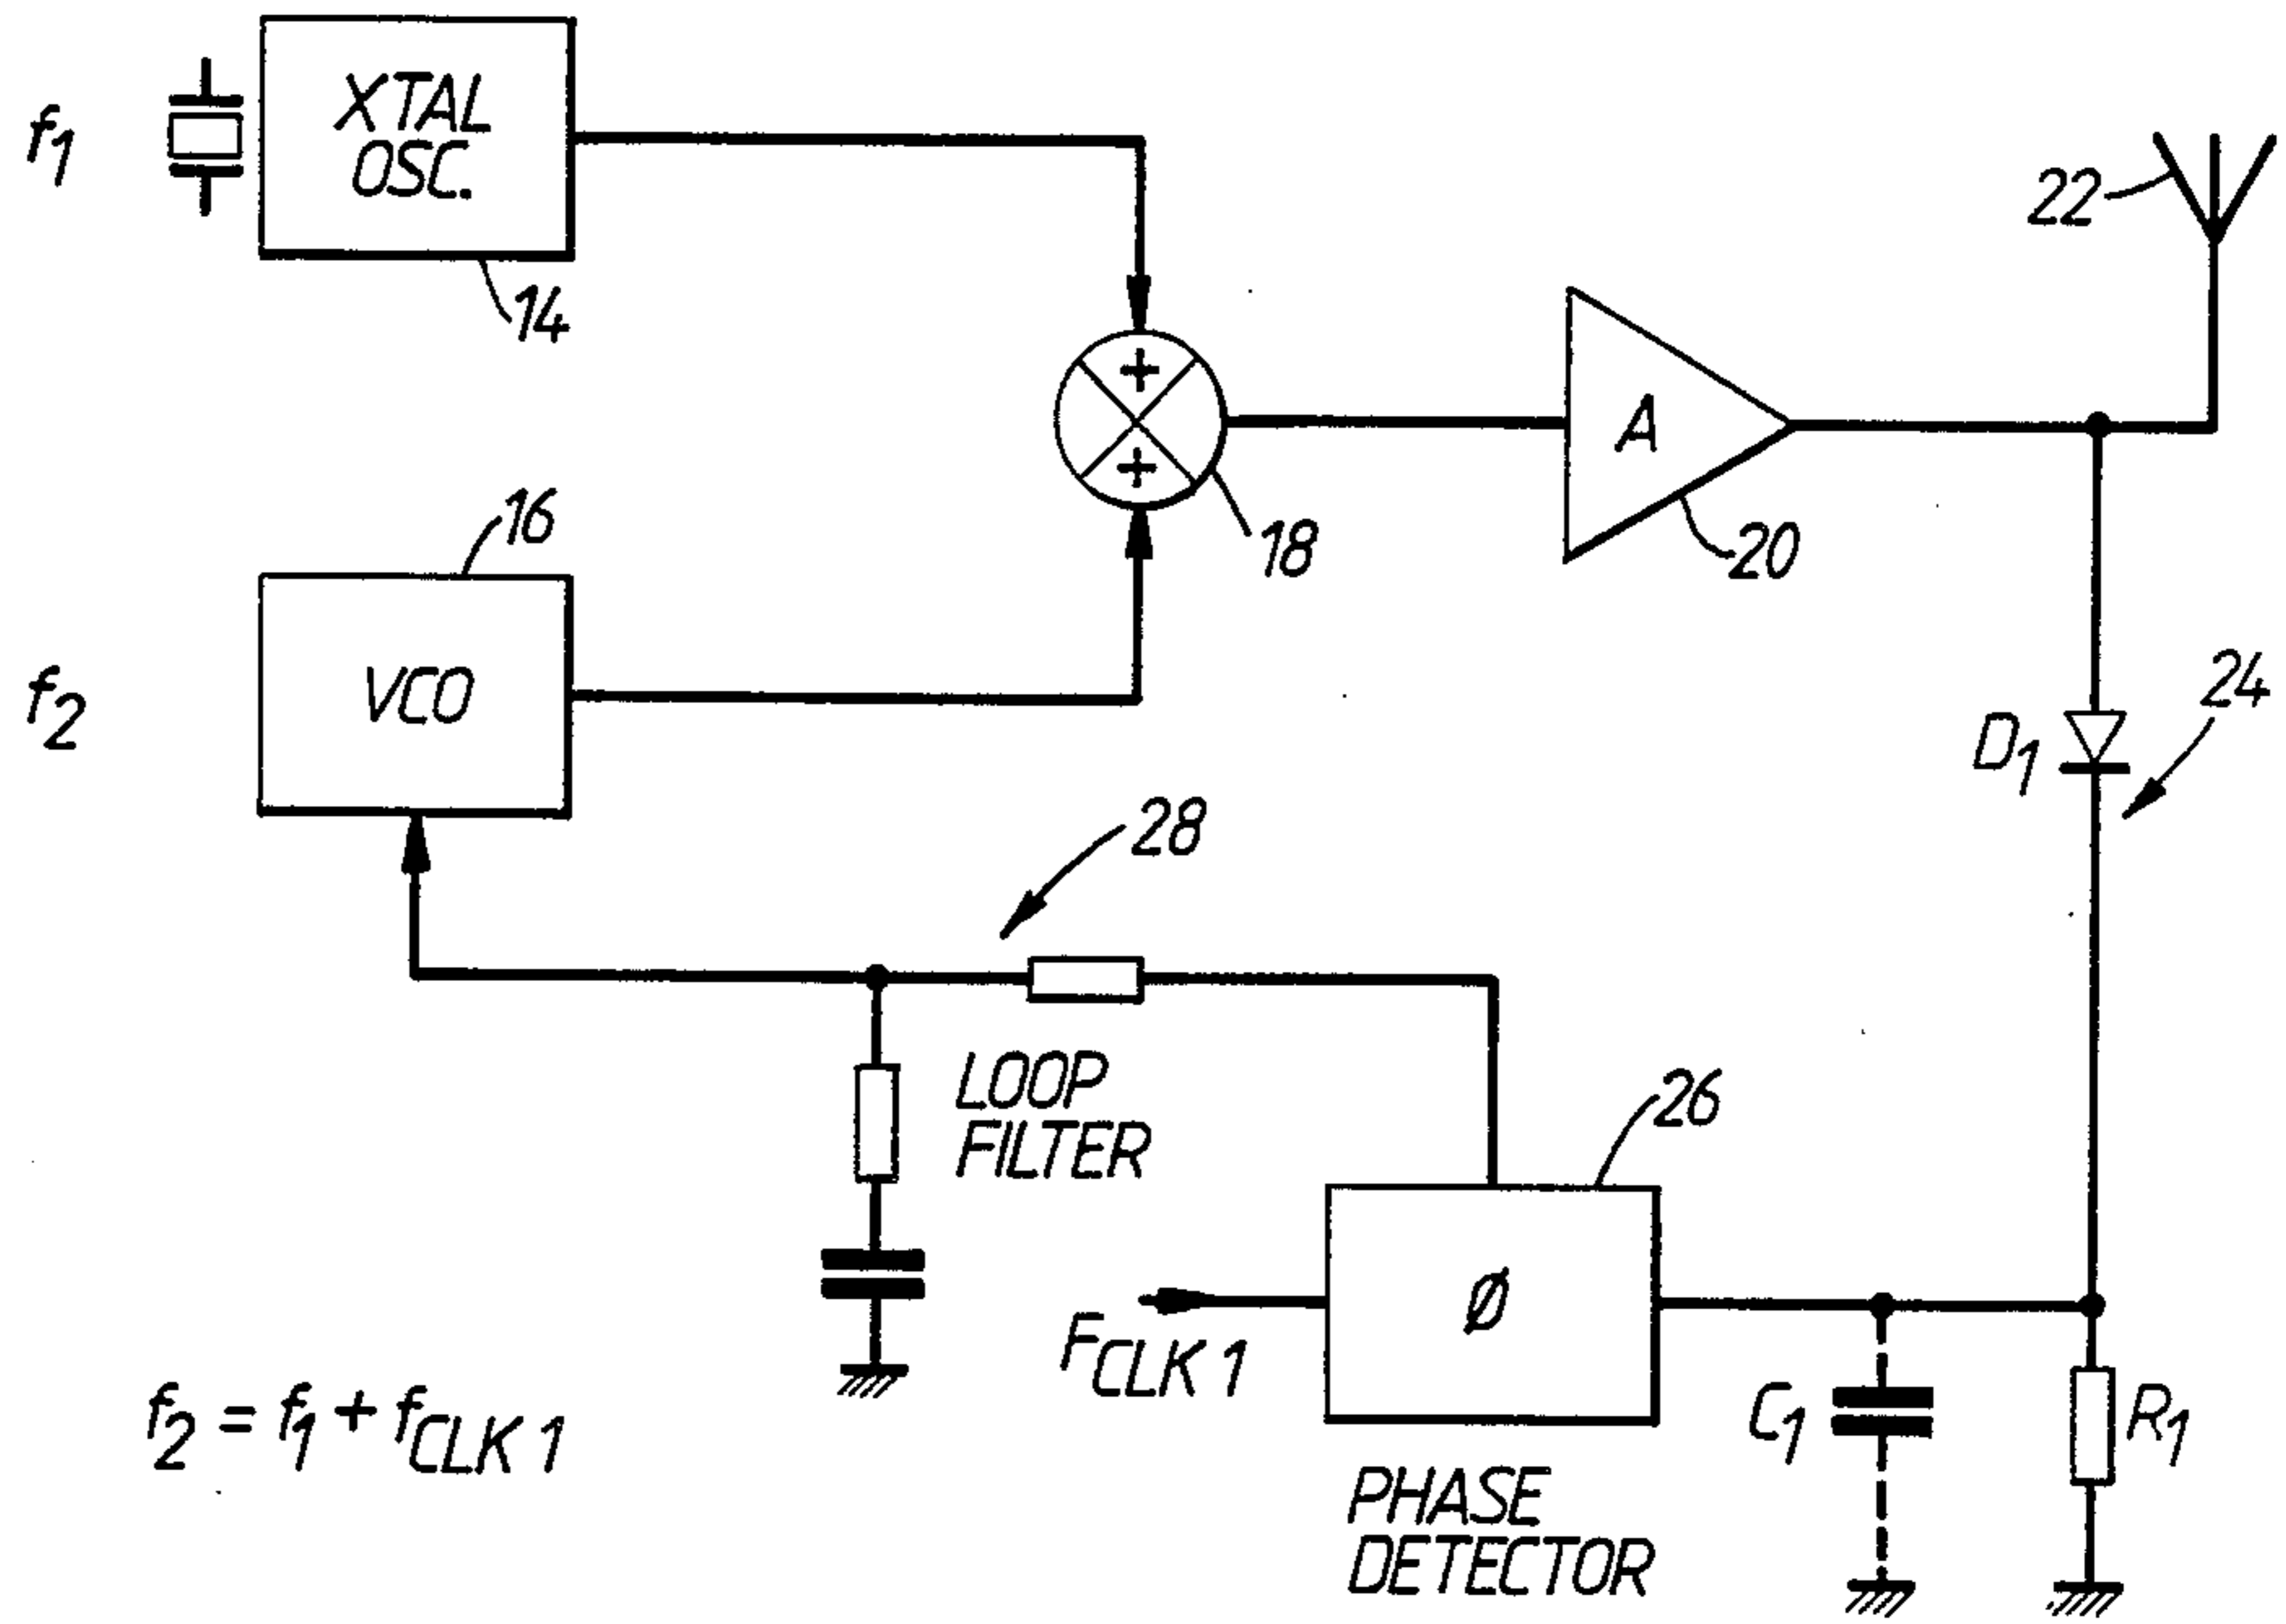 f1
XTAL
OSC.
14
22
+
+
18
A
20
16
f2
VCO
24
D1
28
LOOP
FILTER
26
FCLK 1
Ø
C1
R1
f2 = f1 + fCLK 1
PHASE
DETECTOR